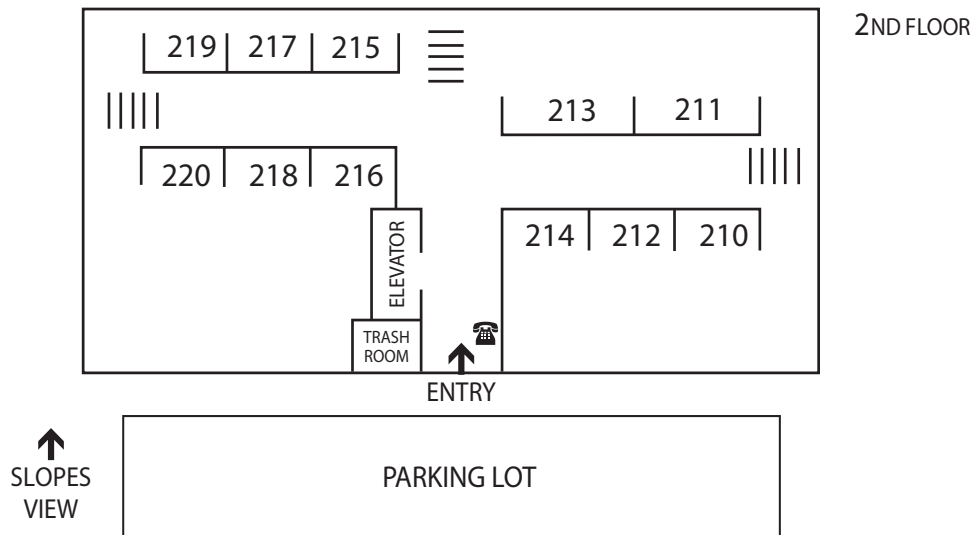 2ND FLOOR
219 217 215
213 211
220 218 216
214 212 210
ELEVATOR
TRASH
ROOM
ENTRY
SLOPES
VIEW
PARKING LOT